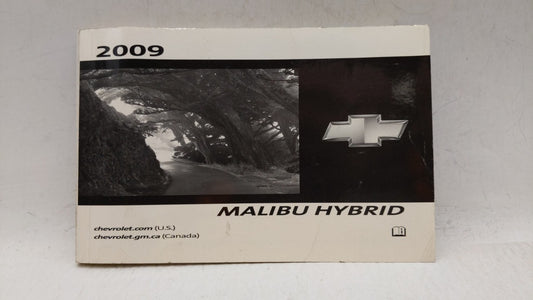 2009
MALIBU HYBRID
chevrolet.com (U.S.)
chevrolet.gm.ca (Canada)